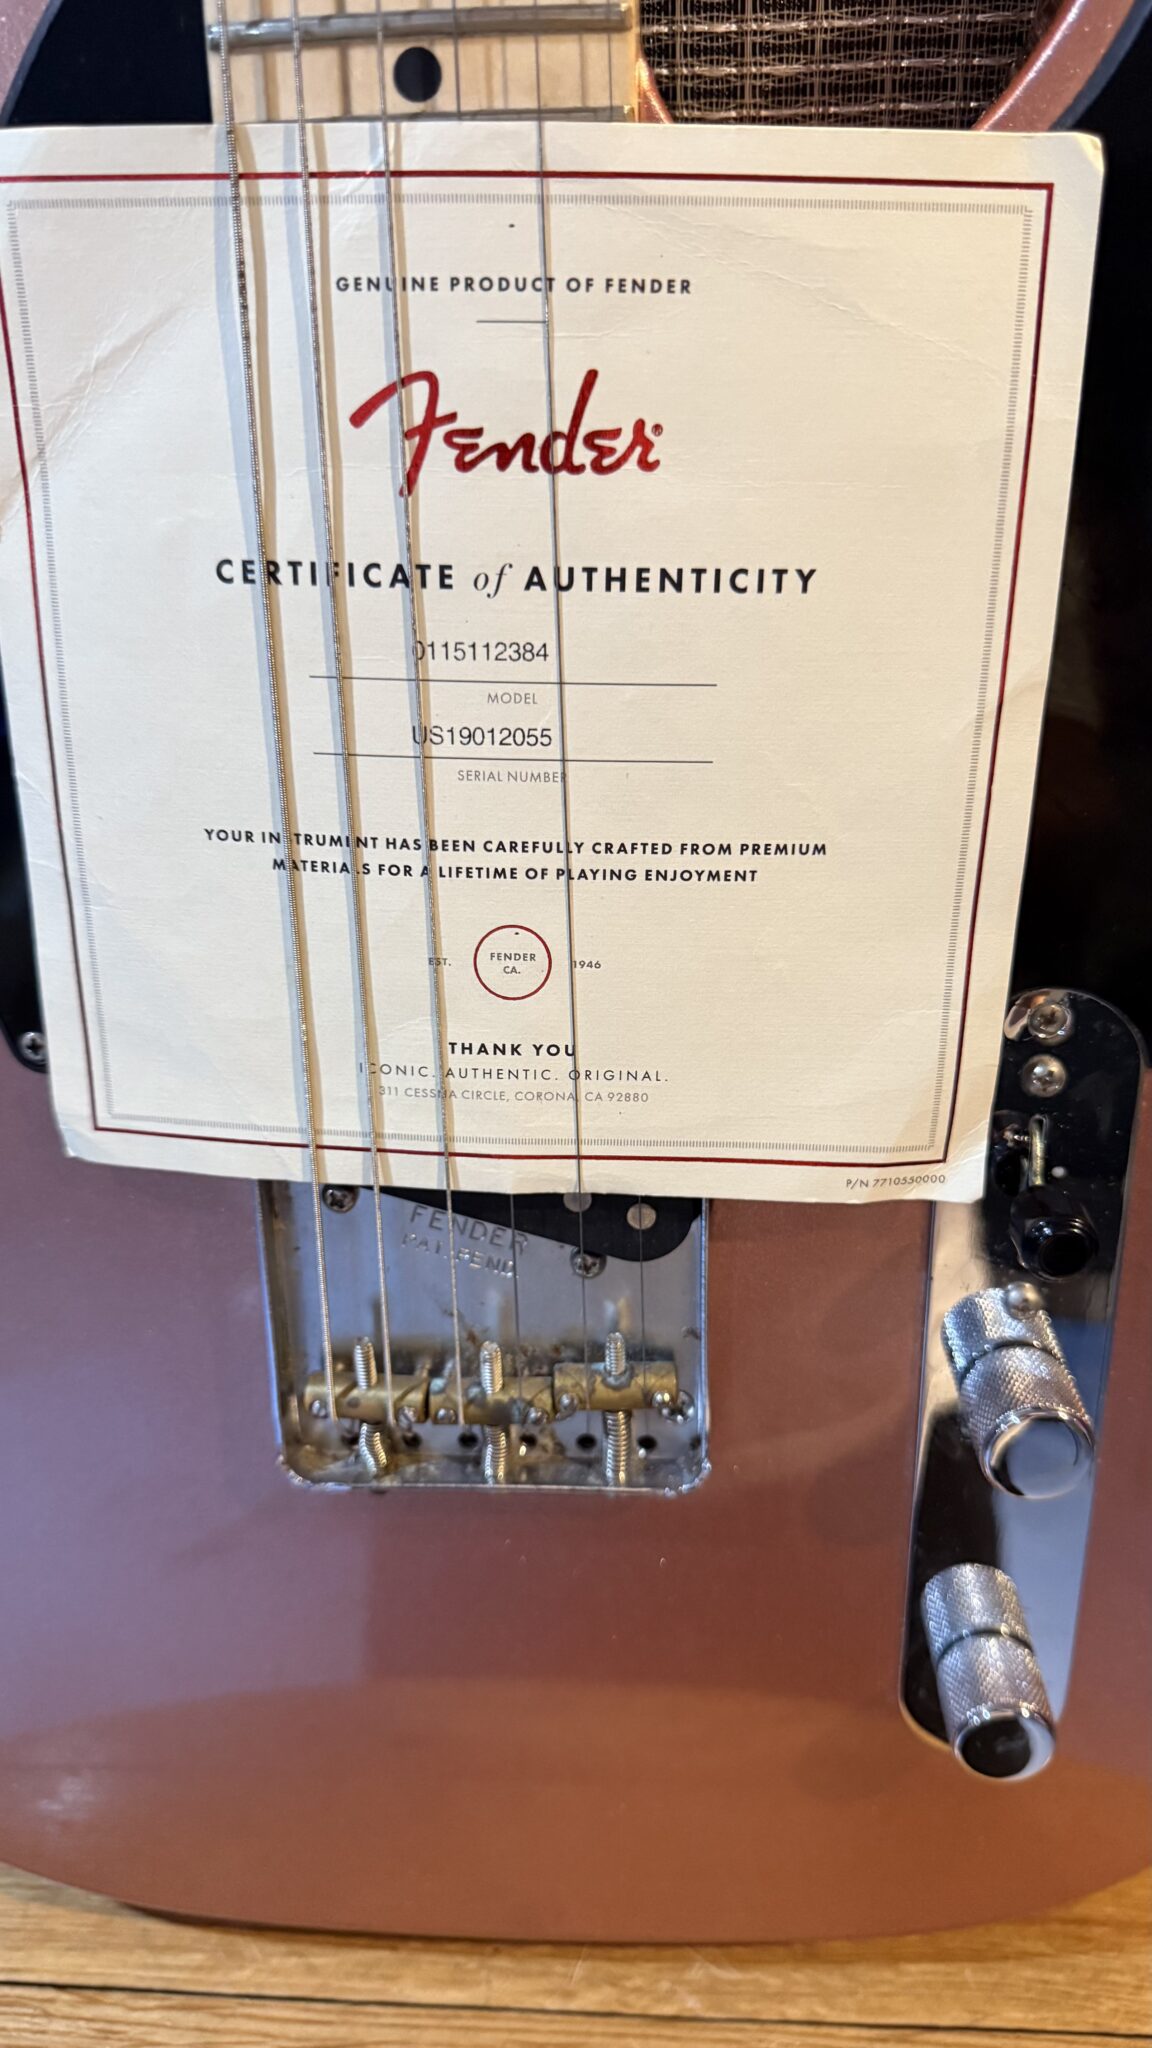 GENUINE PRODUCT OF FENDER
Fender®
CERTIFICATE of AUTHENTICITY
0115112384
MODEL
US19012055
SERIAL NUMBER
YOUR INSTRUMENT HAS BEEN CAREFULLY CRAFTED FROM PREMIUM
MATERIALS FOR A LIFETIME OF PLAYING ENJOYMENT
EST. FENDER CA. 1946
THANK YOU
ICONIC. AUTHENTIC. ORIGINAL.
311 CESSNA CIRCLE, CORONA, CA 92880
P/N 7710550000
FENDER
PAT. PEND.